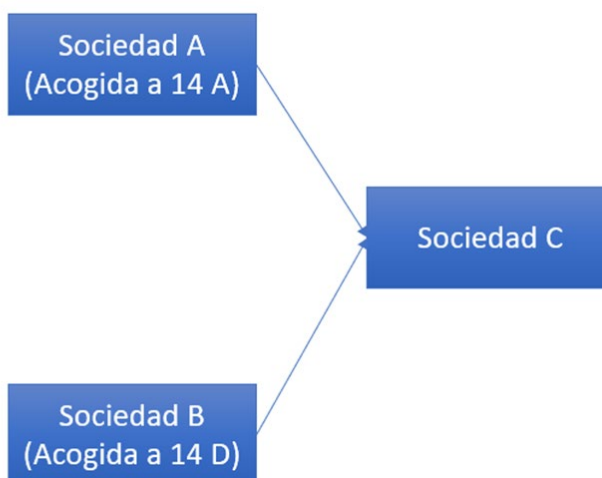 Sociedad A
(Acogida a 14 A)
Sociedad C
Sociedad B
(Acogida a 14 D)